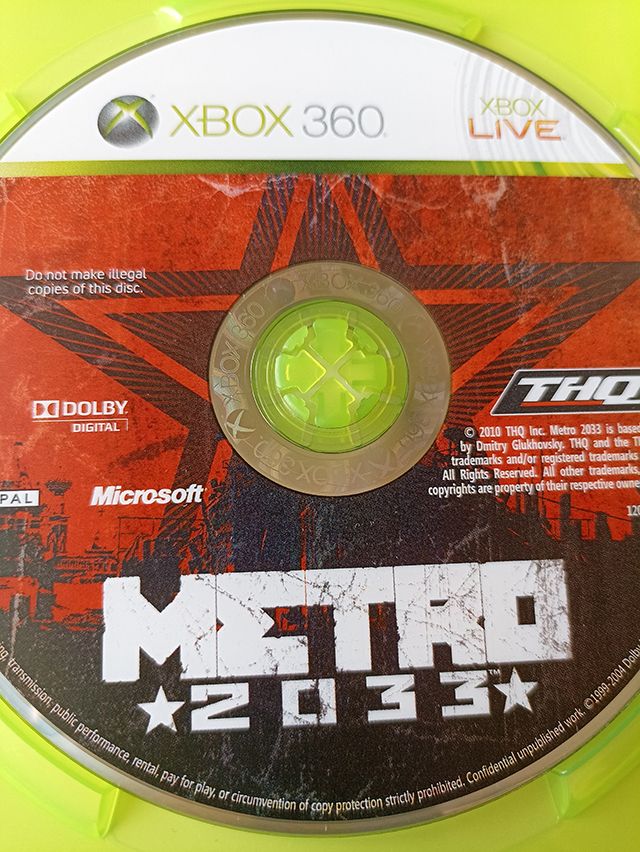 XBOX 360
XBOX
LIVE
Do not make illegal
copies of this disc.
DOLBY
DIGITAL
PAL
Microsoft
THQ
© 2010 THQ Inc. Metro 2033 is based
by Dmitry Glukhovsky. THQ and the
trademarks and/or registered trademarks
All Rights Reserved. All other trademarks
copyrights are property of their respective owne
METRO
2033™
transmission, public performance, rental, pay for play, or circumvention of copy protection strictly prohibited. Confidential unpublished work. ©1999-2004
XBOX 360
XBOX 360